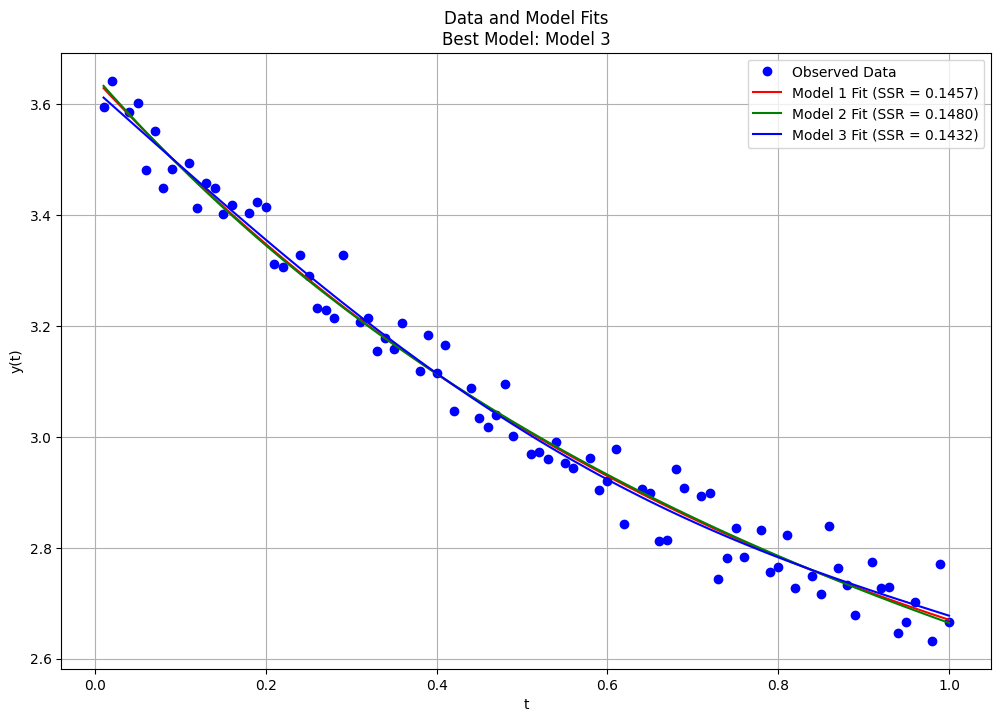 Data and Model Fits
Best Model: Model 3
Observed Data
Model 1 Fit (SSR = 0.1457)
Model 2 Fit (SSR = 0.1480)
Model 3 Fit (SSR = 0.1432)
y(t)
3.6
3.4
3.2
3.0
2.8
2.6
0.0 0.2 0.4 0.6 0.8 1.0
t